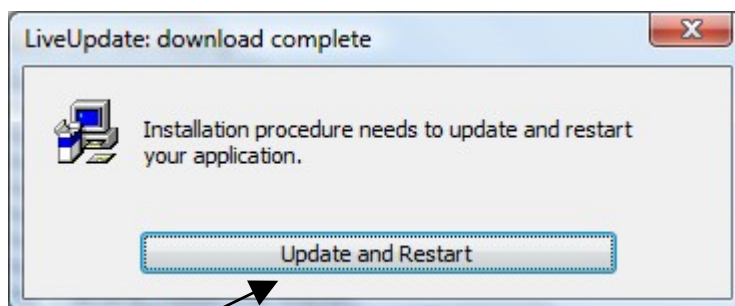 LiveUpdate: download complete
Installation procedure needs to update and restart
your application.
Update and Restart